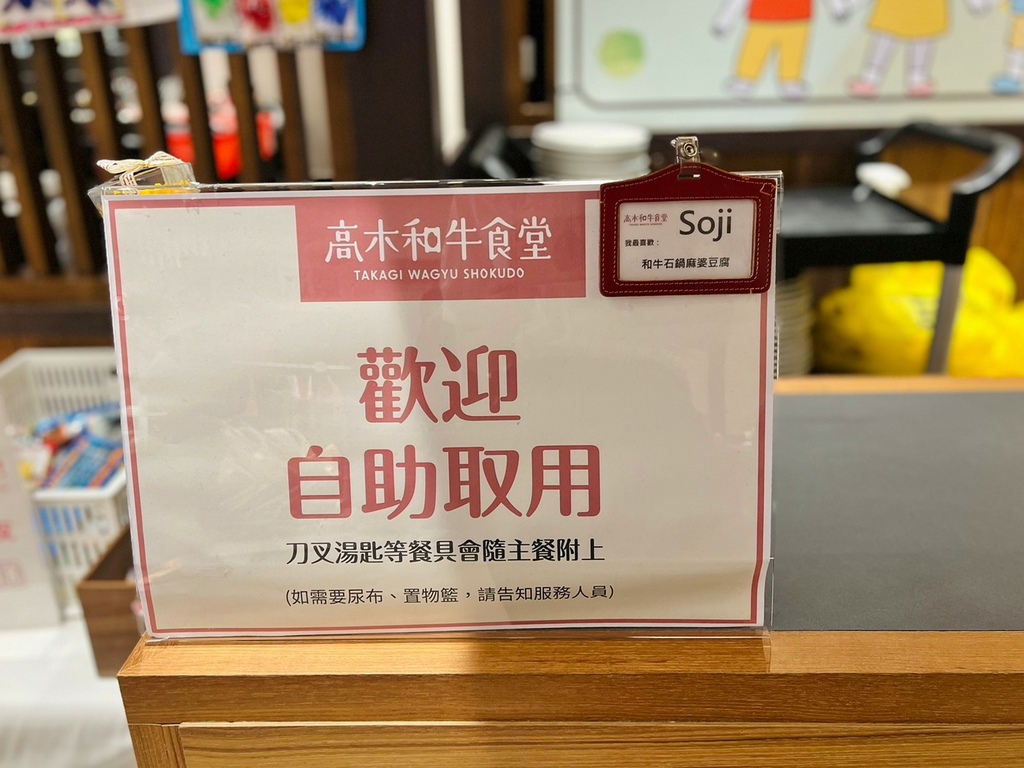 高木和牛食堂
TAKAGI WAGYU SHOKUDO
高木和牛食堂
Soji
我最喜歡：
和牛石鍋麻婆豆腐
歡迎
自助取用
刀叉湯匙等餐具會隨主餐附上
(如需要尿布、置物籃，請告知服務人員)